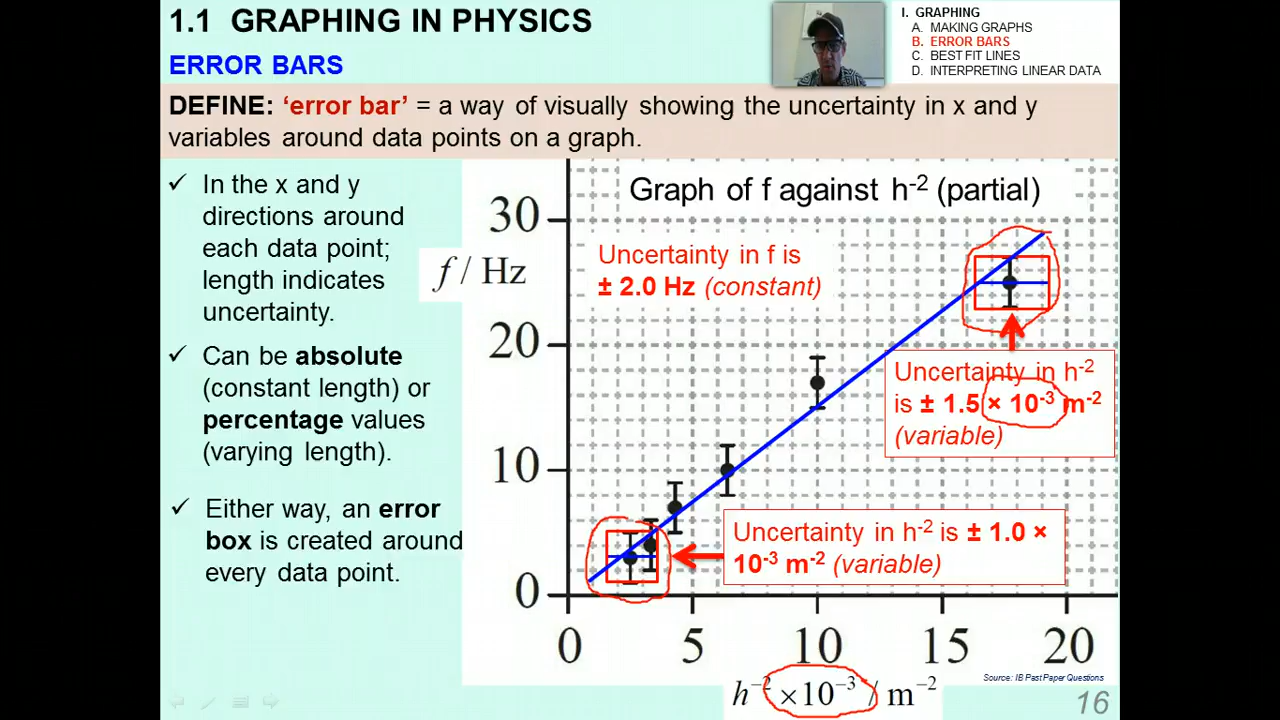 1.1 GRAPHING IN PHYSICS
ERROR BARS
I. GRAPHING
A. MAKING GRAPHS
B. ERROR BARS
C. BEST FIT LINES
D. INTERPRETING LINEAR DATA
DEFINE: ‘error bar’ = a way of visually showing the uncertainty in x and y
variables around data points on a graph.
✓ In the x and y
directions around
each data point;
length indicates
uncertainty.
✓ Can be absolute
(constant length) or
percentage values
(varying length).
✓ Either way, an error
box is created around
every data point.
Graph of f against h⁻² (partial)
f / Hz
30
20
10
0
Uncertainty in f is
± 2.0 Hz (constant)
Uncertainty in h⁻²
is ± 1.5 × 10⁻³ m⁻²
(variable)
Uncertainty in h⁻² is ± 1.0 ×
10⁻³ m⁻² (variable)
0 5 10 15 20
h⁻² ×10⁻³ / m⁻²
Source: IB Past Paper Questions
16